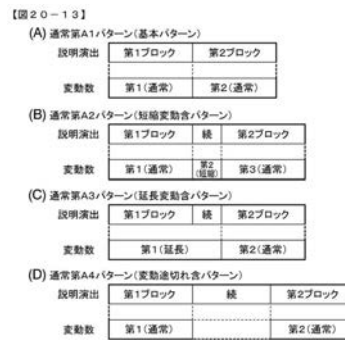 【図20-13】
(A) 通常第A1パターン(基本パターン)
説明演出 第1ブロック 第2ブロック
変動数 第1(通常) 第2(通常)
(B) 通常第A2パターン(短縮変動含パターン)
説明演出 第1ブロック 続 第2ブロック
変動数 第1(通常) 第2(短縮) 第3(通常)
(C) 通常第A3パターン(延長変動含パターン)
説明演出 第1ブロック 続 第2ブロック
変動数 第1(延長) 第2(通常)
(D) 通常第A4パターン(変動途切れ含パターン)
説明演出 第1ブロック 続 第2ブロック
変動数 第1(通常) 第2(通常)